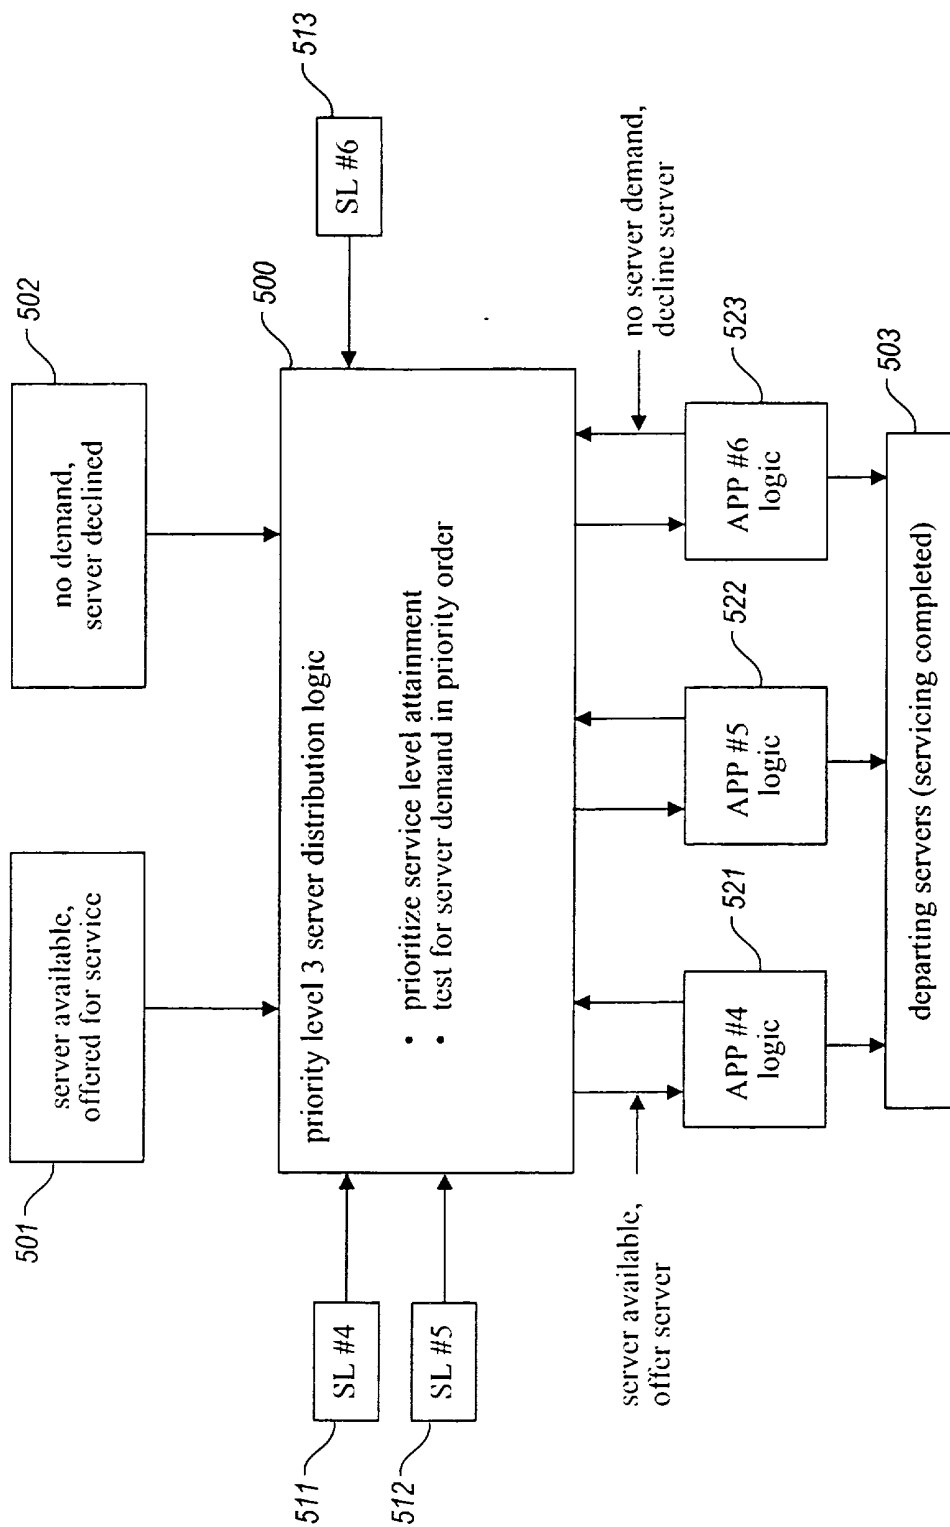 501
server available,
offered for service
502
no demand,
server declined
500
priority level 3 server distribution logic
• prioritize service level attainment
• test for server demand in priority order
511
SL #4
512
SL #5
513
SL #6
server available,
offer server
no server demand,
decline server
521
APP #4
logic
522
APP #5
logic
523
APP #6
logic
503
departing servers (servicing completed)